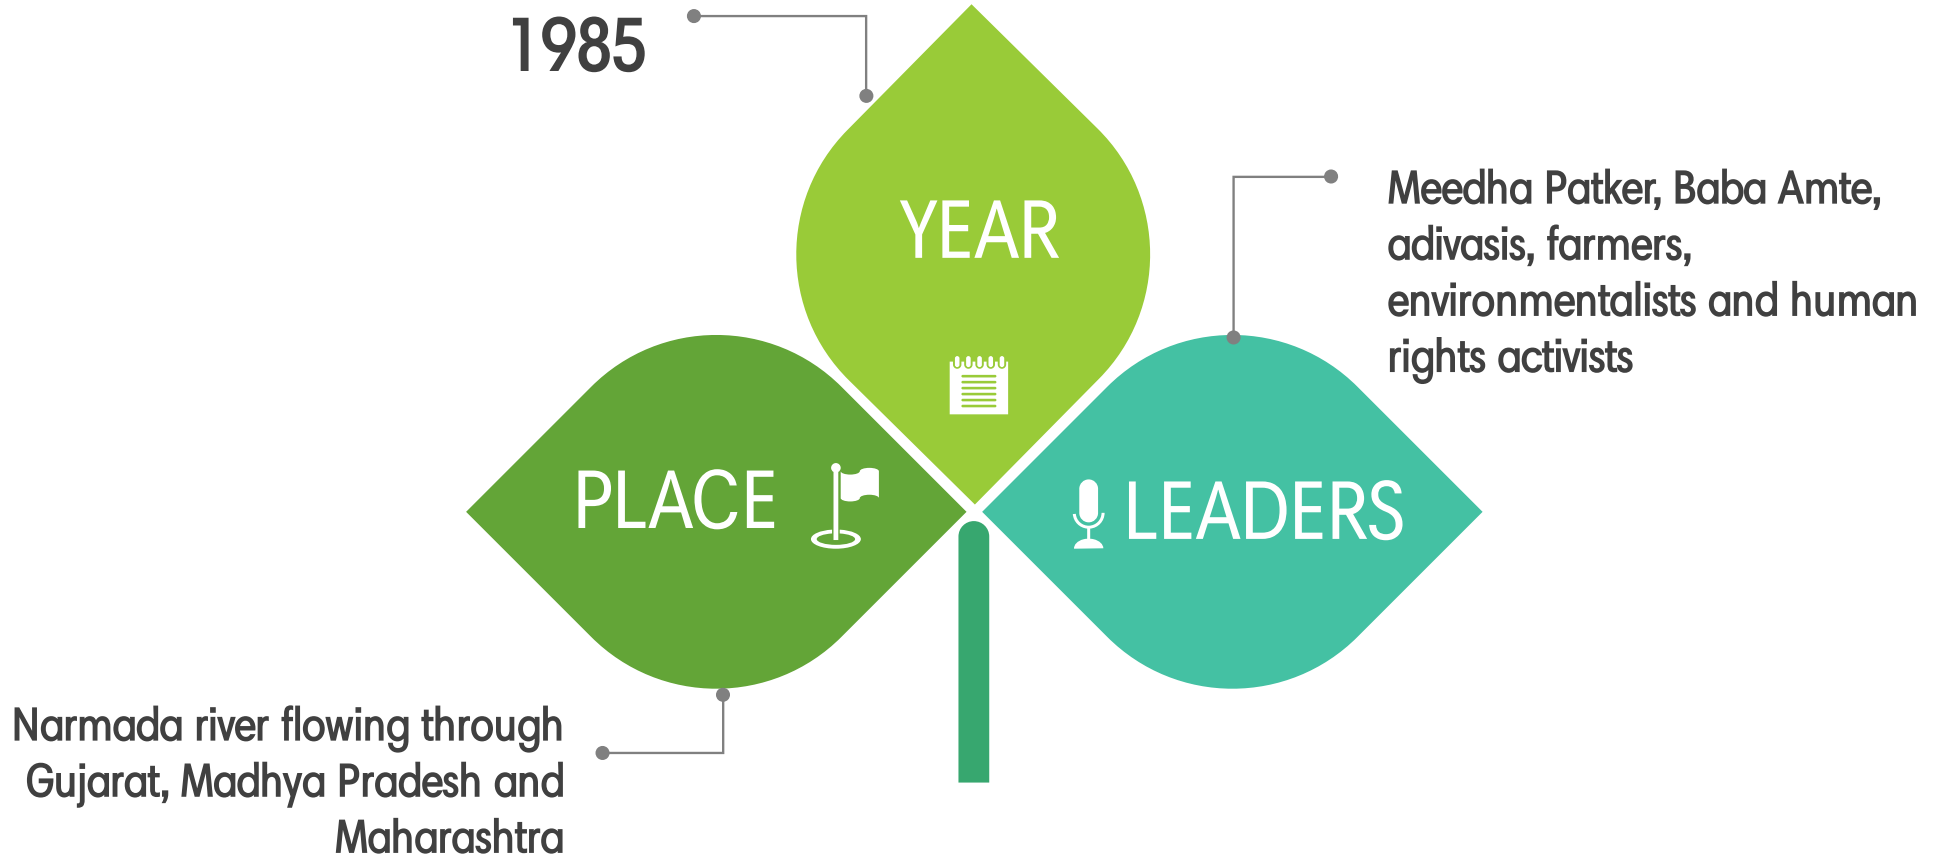 1985
YEAR
Meedha Patker, Baba Amte,
adivasis, farmers,
environmentalists and human
rights activists
PLACE
LEADERS
Narmada river flowing through
Gujarat, Madhya Pradesh and
Maharashtra